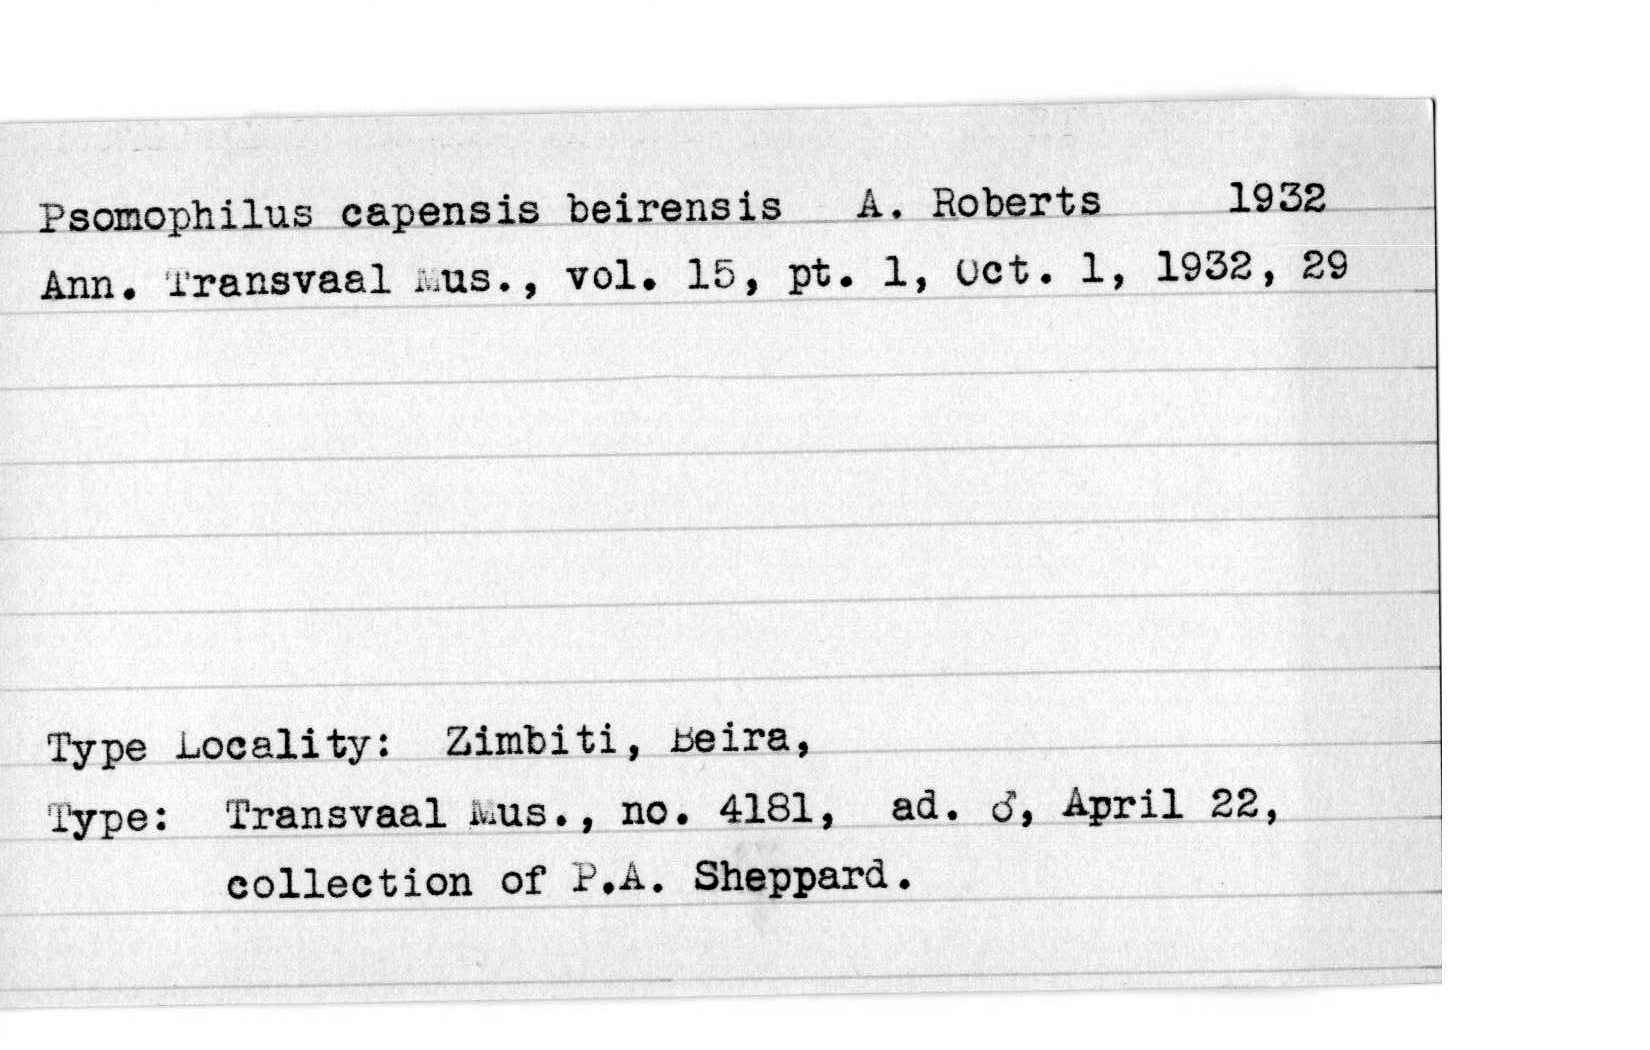 Psomophilus capensis beirensis A. Roberts 1932
Ann. Transvaal Mus., vol. 15, pt. 1, Oct. 1, 1932, 29
Type Locality: Zimbiti, Beira,
Type: Transvaal Mus., no. 4181, ad. ♂, April 22,
collection of P.A. Sheppard.